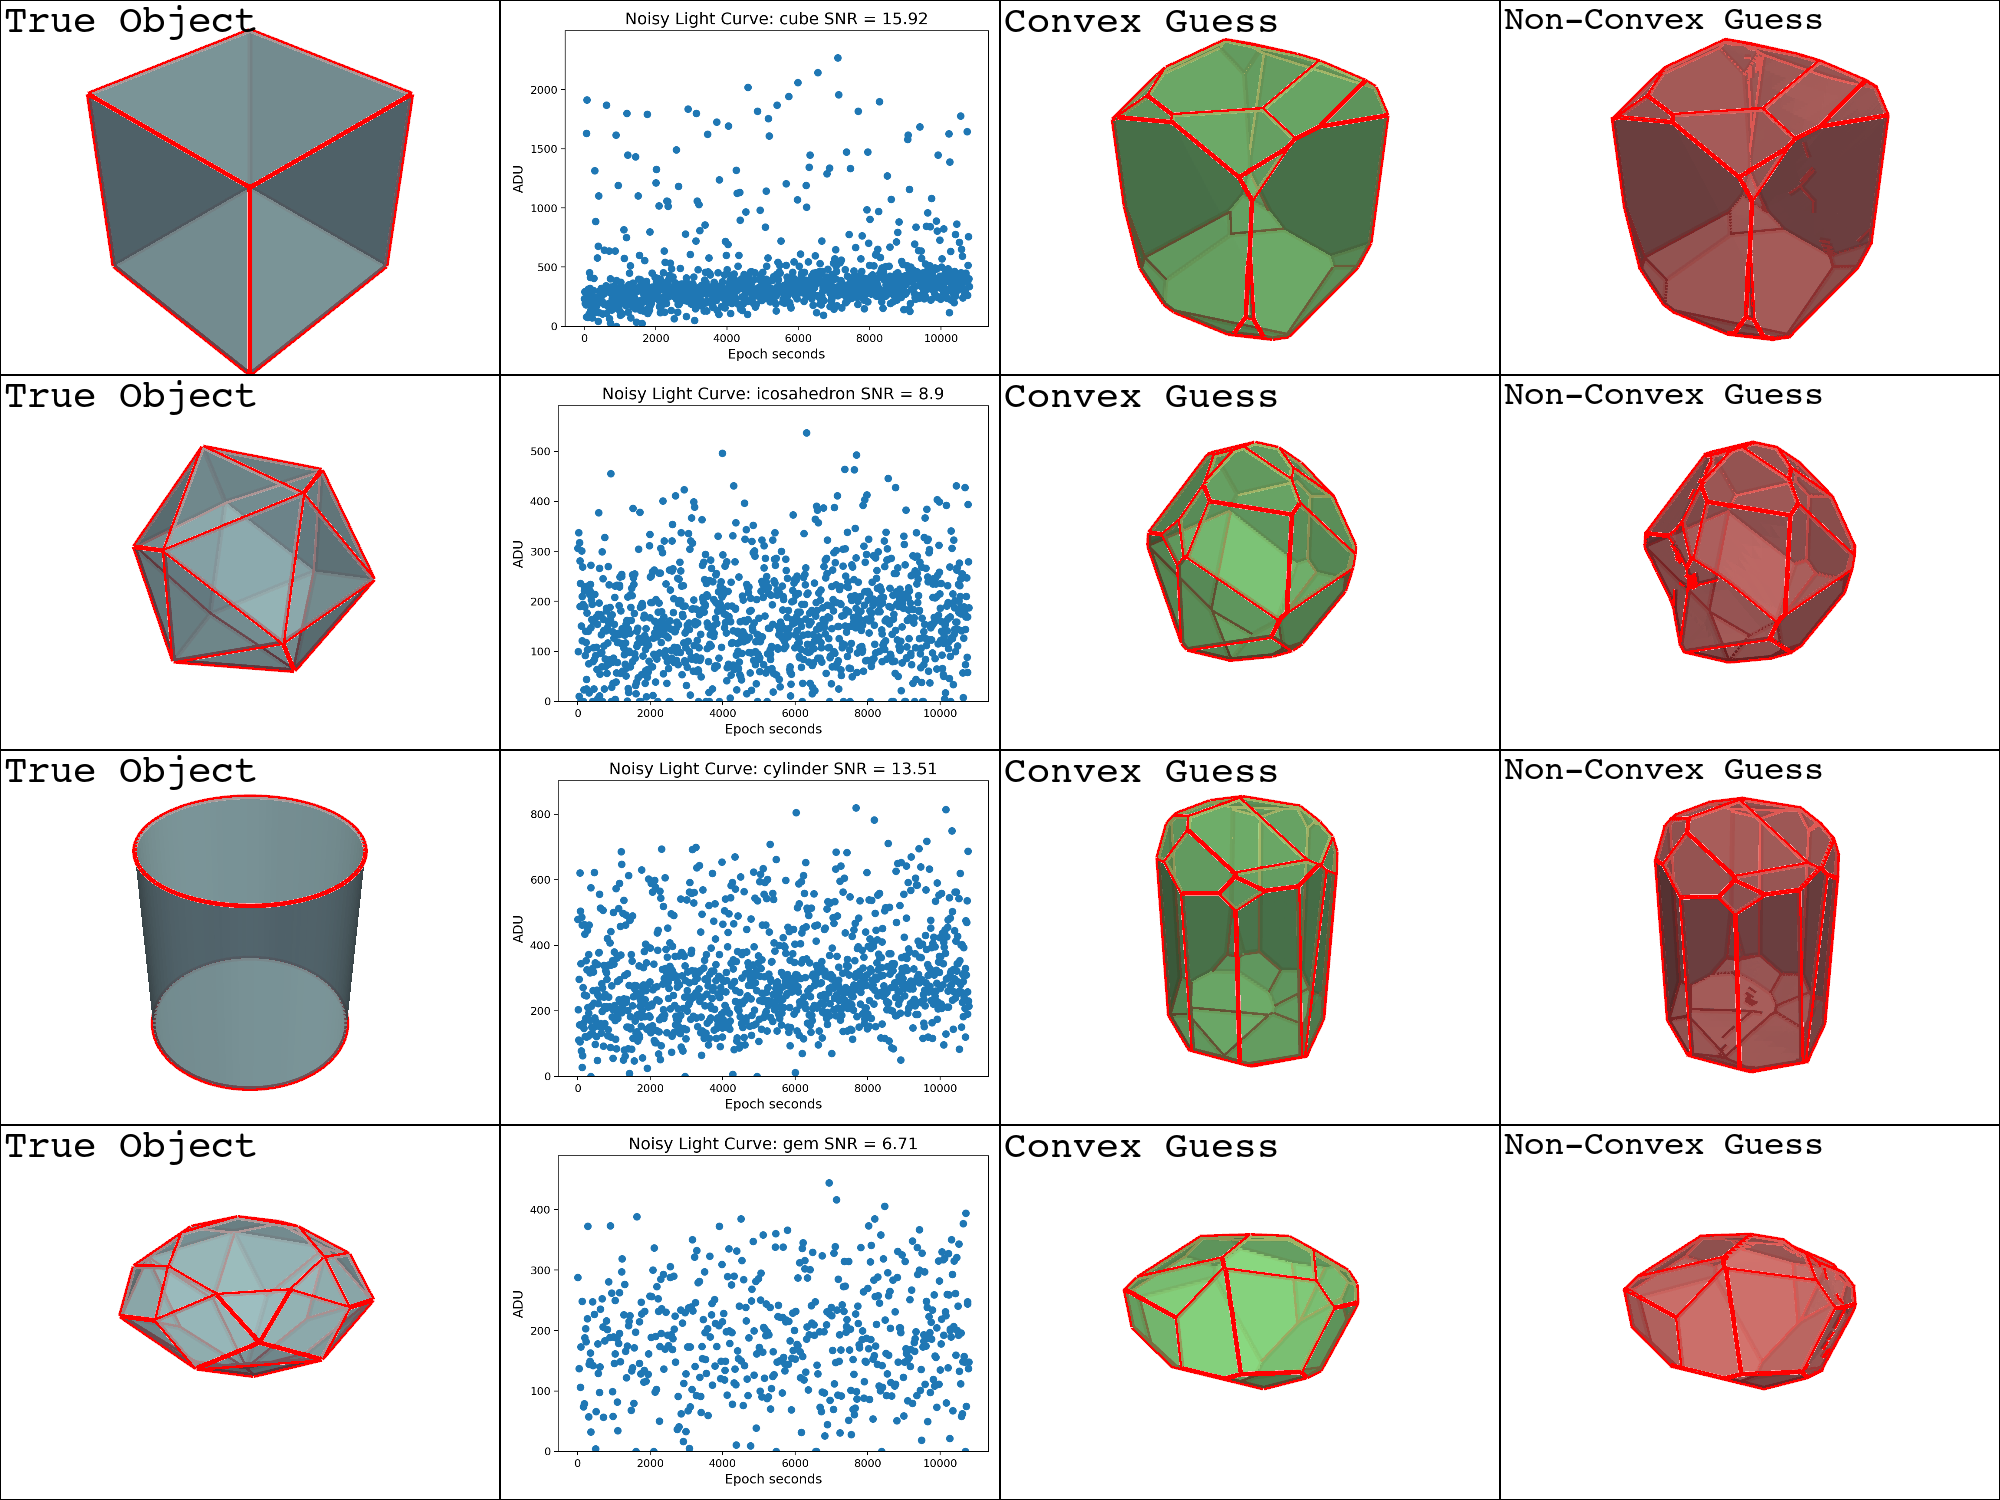 True Object
Noisy Light Curve: cube SNR = 15.92
2000
1500
1000
500
0
ADU
0 2000 4000 6000 8000 10000
Epoch seconds
Convex Guess
Non-Convex Guess
True Object
Noisy Light Curve: icosahedron SNR = 8.9
500
400
300
200
100
0
ADU
0 2000 4000 6000 8000 10000
Epoch seconds
Convex Guess
Non-Convex Guess
True Object
Noisy Light Curve: cylinder SNR = 13.51
800
600
400
200
0
ADU
0 2000 4000 6000 8000 10000
Epoch seconds
Convex Guess
Non-Convex Guess
True Object
Noisy Light Curve: gem SNR = 6.71
400
300
200
100
0
ADU
0 2000 4000 6000 8000 10000
Epoch seconds
Convex Guess
Non-Convex Guess